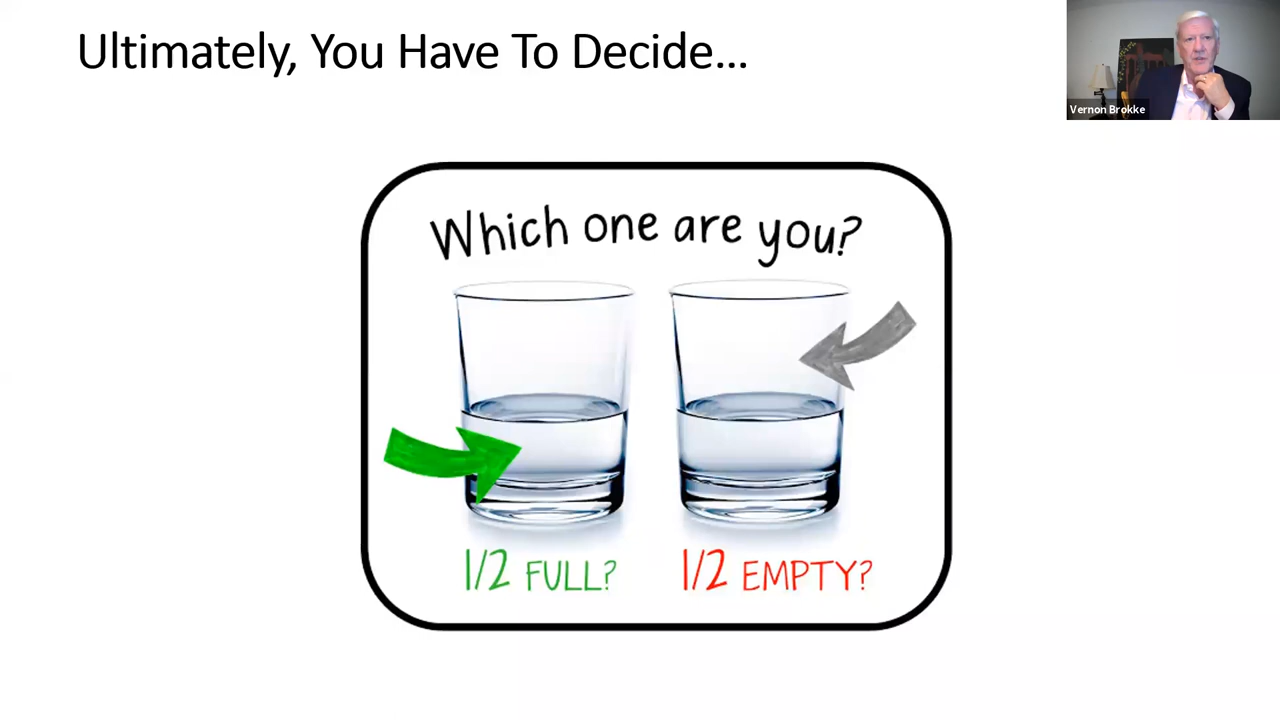 Ultimately, You Have To Decide...
Vernon Brokke
Which one are you?
1/2 FULL?
1/2 EMPTY?